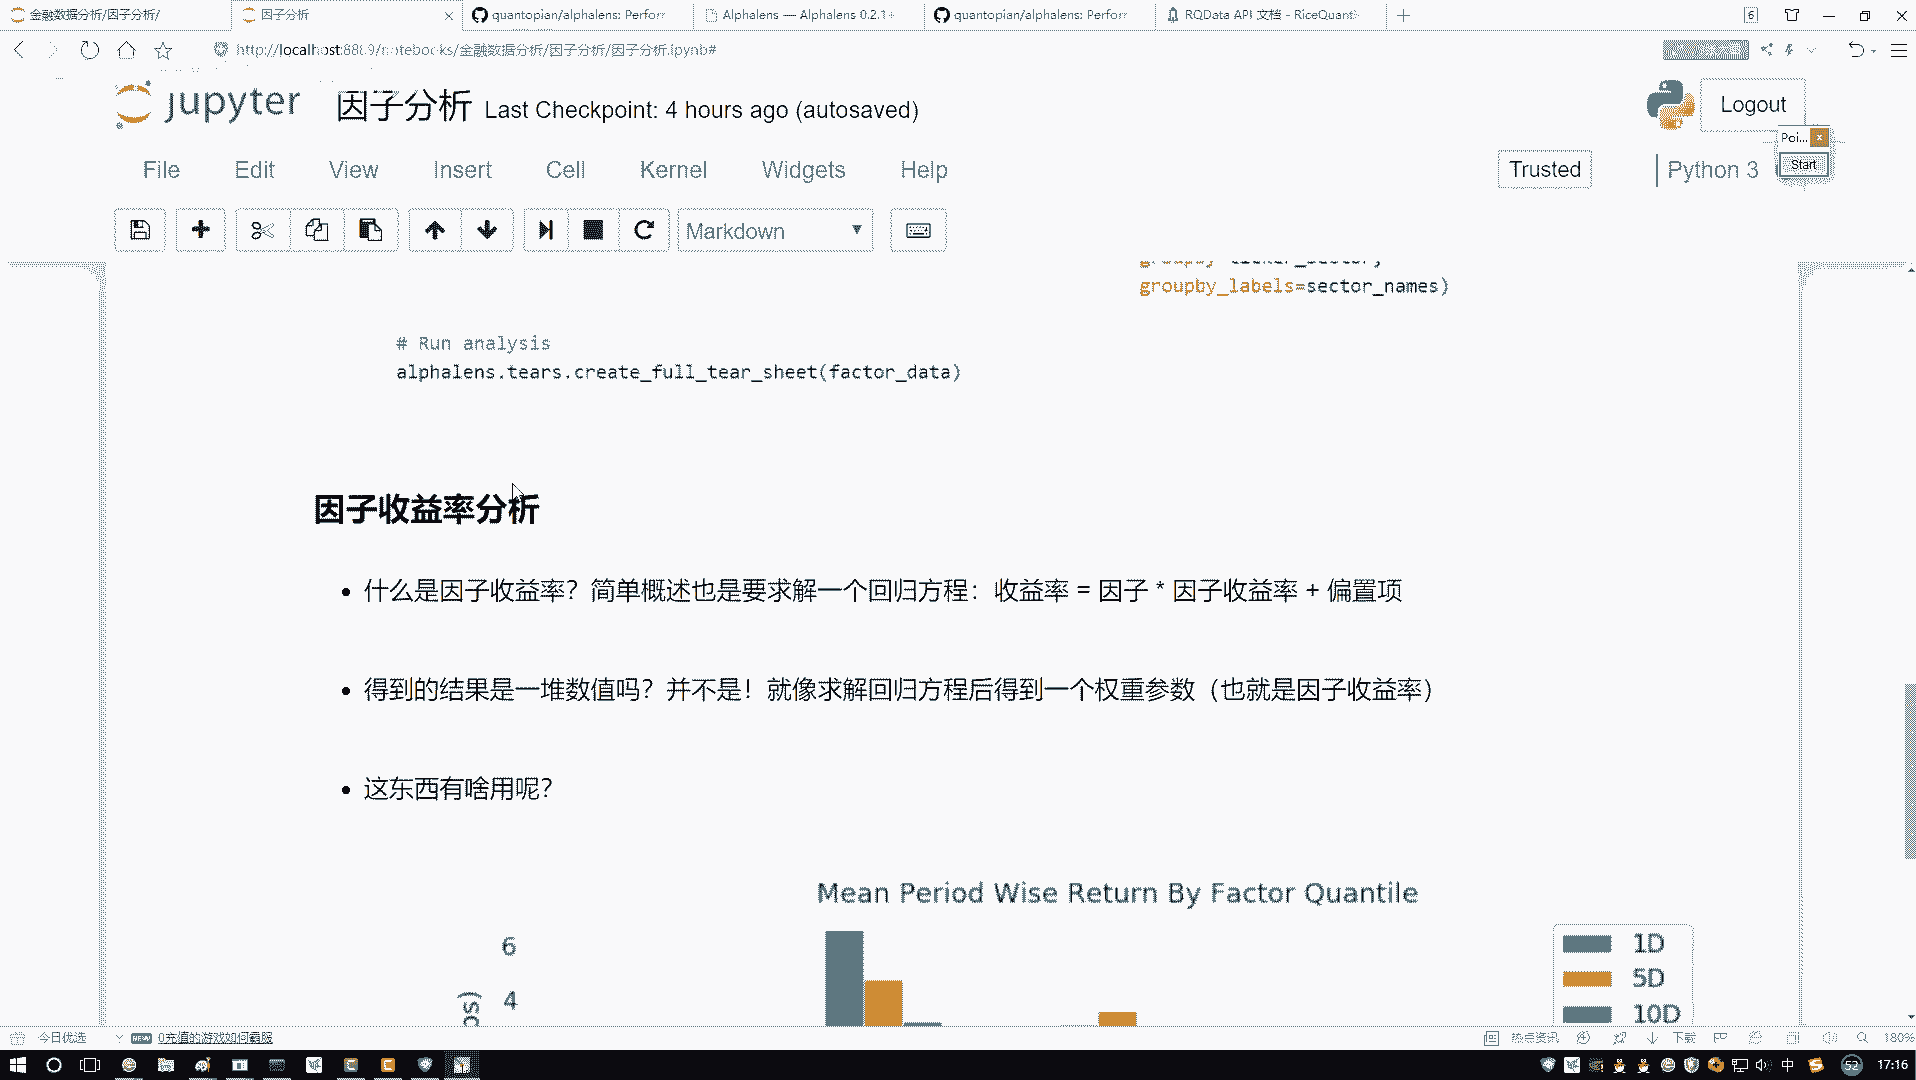 金融数据分析/因子分析/
因子分析
quantopian/alphalens: Perfor
Alphalens — Alphalens 0.2.1+
quantopian/alphalens: Perfor
RQData API 文档 - RiceQuant
6
http://localhost:8889/notebooks/金融数据分析/因子分析/因子分析.ipynb#
jupyter
因子分析 Last Checkpoint: 4 hours ago (autosaved)
Logout
Poi...
Start
File Edit View Insert Cell Kernel Widgets Help
Trusted
Python 3
Markdown
groupby_labels=sector_names)
# Run analysis
alphalens.tears.create_full_tear_sheet(factor_data)
因子收益率分析
什么是因子收益率？简单概述也是要求解一个回归方程：收益率 = 因子 * 因子收益率 + 偏置项
得到的结果是一堆数值吗？并不是！就像求解回归方程后得到一个权重参数（也就是因子收益率）
这东西有啥用呢？
Mean Period Wise Return By Factor Quantile
6
4
1D
5D
10D
今日优选
NEW
0充值的游戏如何霸服
热点资讯
下载
180%
中
52
17:16